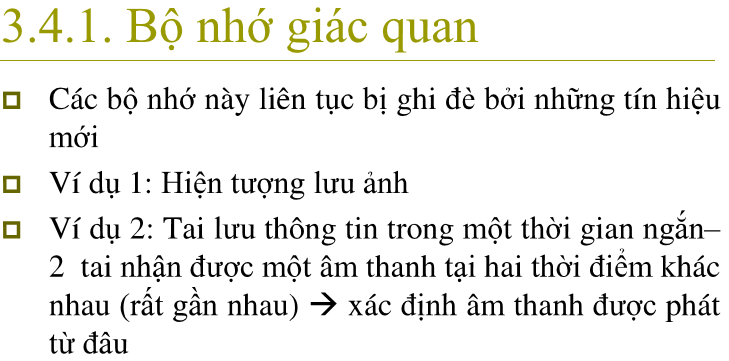 3.4.1. Bộ nhớ giác quan
Các bộ nhớ này liên tục bị ghi đè bởi những tín hiệu
mới
Ví dụ 1: Hiện tượng lưu ảnh
Ví dụ 2: Tai lưu thông tin trong một thời gian ngắn–
2 tai nhận được một âm thanh tại hai thời điểm khác
nhau (rất gần nhau) → xác định âm thanh được phát
từ đâu